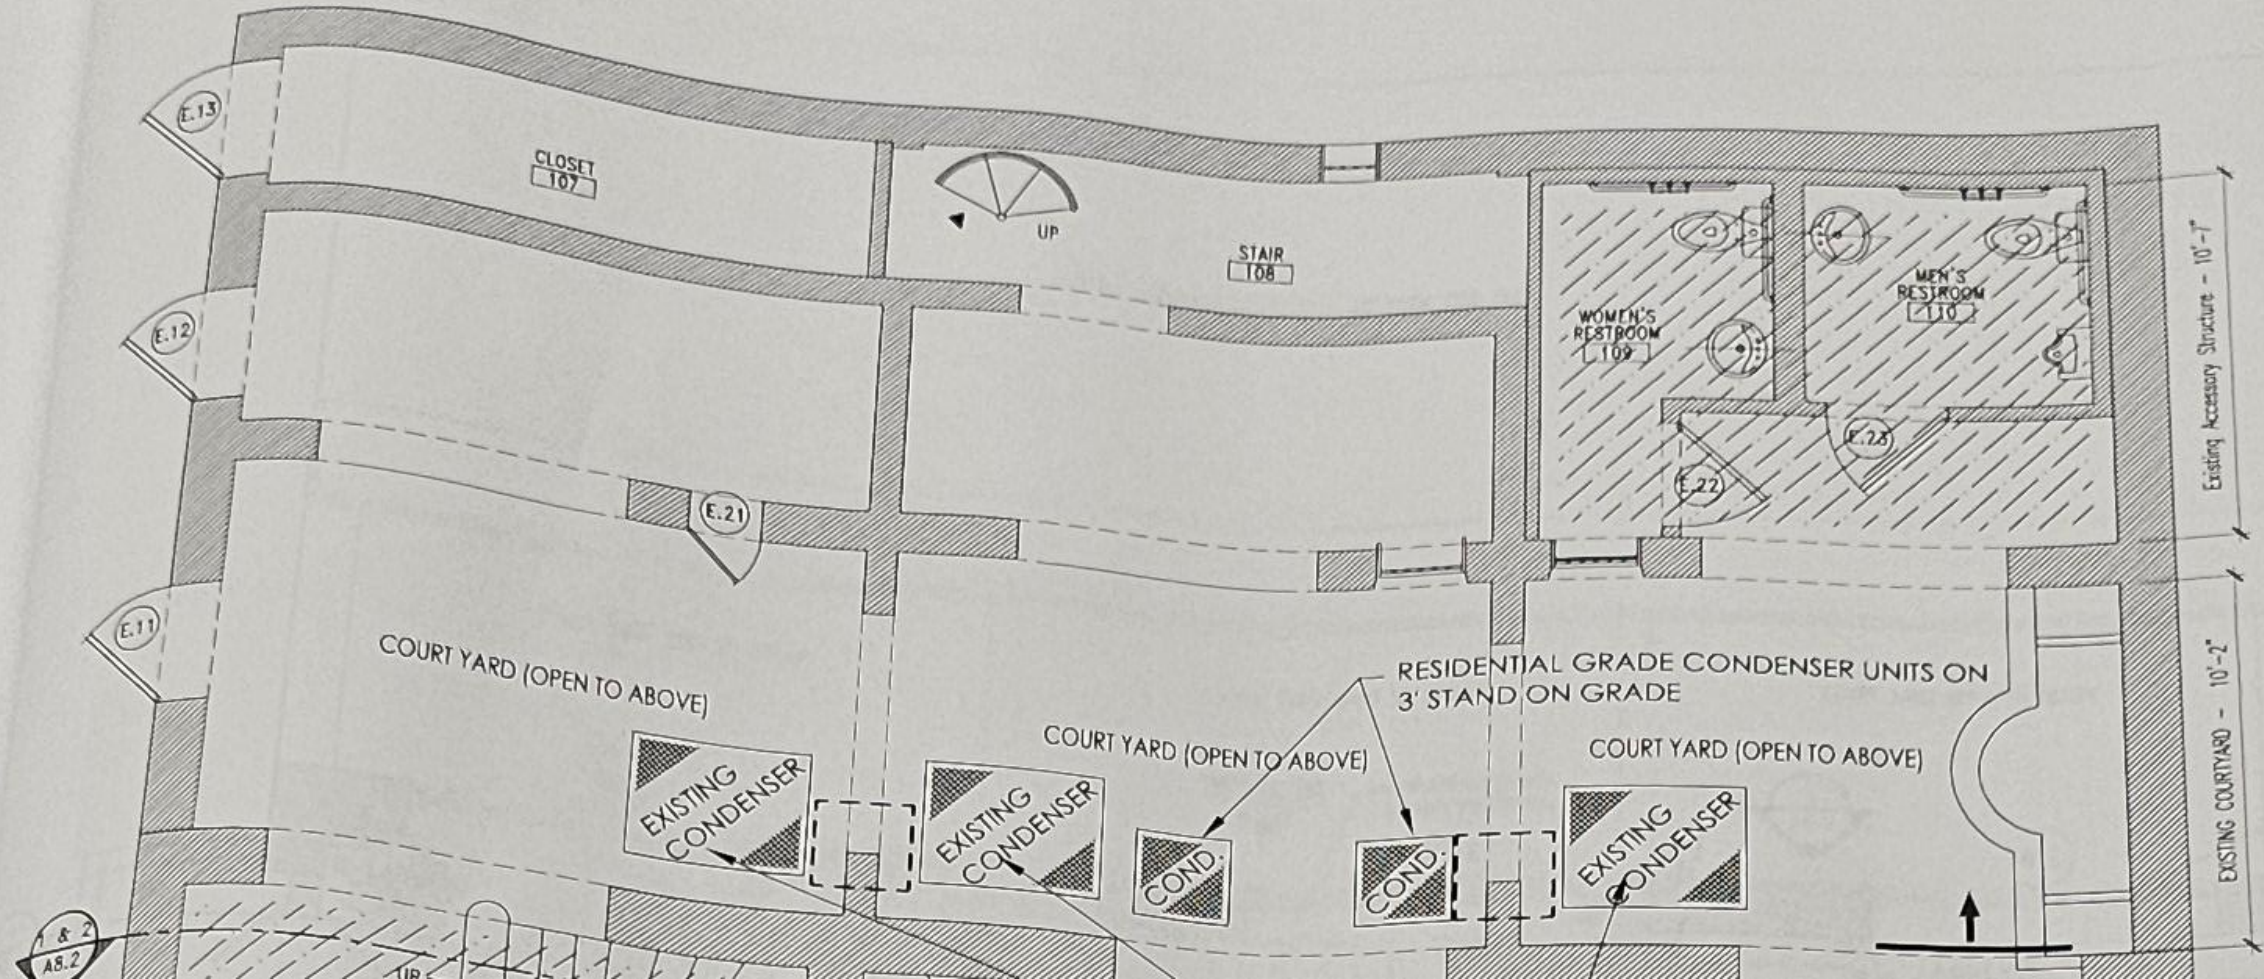 E.13
CLOSET
107
UP
STAIR
108
WOMEN'S
RESTROOM
109
MEN'S
RESTROOM
110
Existing Accessory Structure - 10'-7"
E.12
E.21
E.22
E.23
E.11
COURT YARD (OPEN TO ABOVE)
RESIDENTIAL GRADE CONDENSER UNITS ON
3' STAND ON GRADE
COURT YARD (OPEN TO ABOVE)
COURT YARD (OPEN TO ABOVE)
EXISTING COURTYARD - 10'-2"
EXISTING
CONDENSER
EXISTING
CONDENSER
COND.
COND.
EXISTING
CONDENSER
1 & 2
A8.2
UP